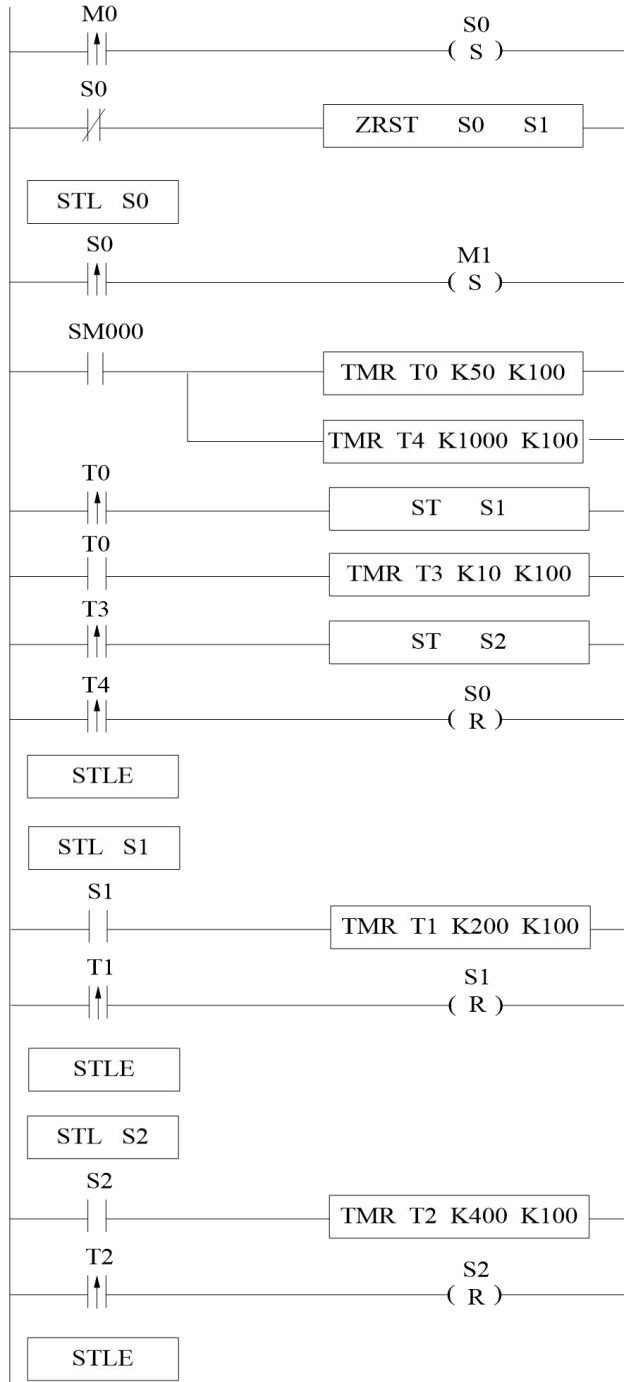 M0
S0
( S )
S0
ZRST S0 S1
STL S0
S0
M1
( S )
SM000
TMR T0 K50 K100
TMR T4 K1000 K100
T0
ST S1
T0
TMR T3 K10 K100
T3
ST S2
T4
S0
( R )
STLE
STL S1
S1
TMR T1 K200 K100
T1
S1
( R )
STLE
STL S2
S2
TMR T2 K400 K100
T2
S2
( R )
STLE